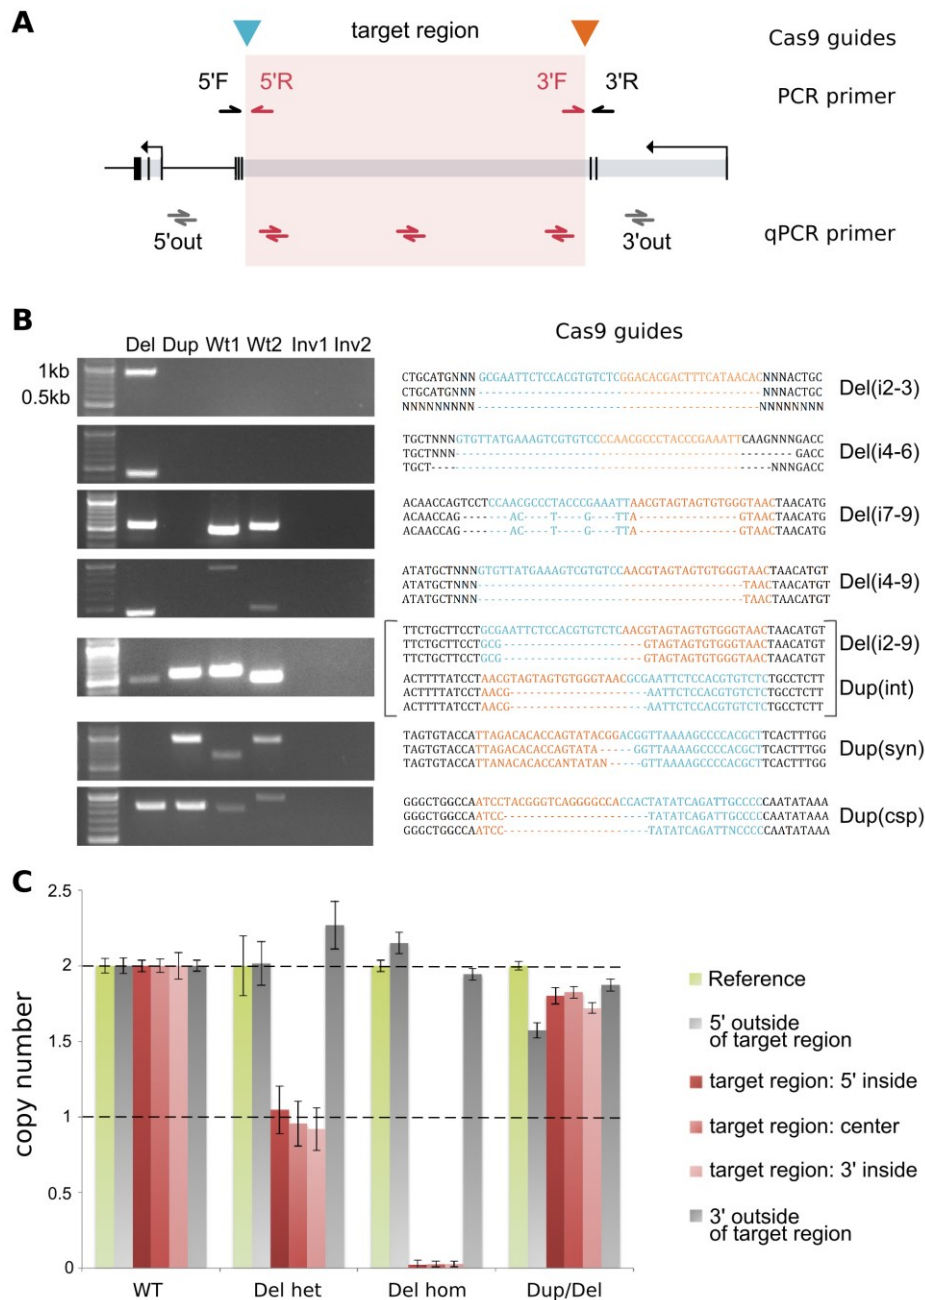 A
target region
Cas9 guides
5'F 5'R 3'F 3'R
PCR primer
5'out 3'out
qPCR primer
B
Cas9 guides
Del Dup Wt1 Wt2 Inv1 Inv2
1kb
0.5kb
CTGCATGNNNGCGAATTCTCCACGTGTCTCGGACACGACTTTCATAACACNNNACTGC
CTGCATGNNN----------------------------------------NNNACTGC
NNNNNNNNN-----------------------------------------NNNNNNNN
Del(i2-3)
TGCTNNNGTGTTATGAAAGTCGTGTCCCCAACGCCCTACCCGAAATTCAAGNNNGACC
TGCTNNN-----------------------------------------------GACC
TGCT-----------------------------------------------NNNGACC
Del(i4-6)
ACAACCAGTCCTCCAACGCCCTACCCGAAATTAACGTAGTAGTGTGGGTAACTAACATG
ACAACCAG-------AC----T----G----TTA-------------GTAACTAACATG
ACAACCAG-------AC----T----G----TTA-------------GTAACTAACATG
Del(i7-9)
ATATGCTNNNGTGTTATGAAAGTCGTGTCCAACGTAGTAGTGTGGGTAACTAACATGT
ATATGCTNNN------------------------------------TAACTAACATGT
ATATGCTNNN------------------------------------TAACTAACATGT
Del(i4-9)
TTCTGCTTCCTGCGAATTCTCCACGTGTCTCAACGTAGTAGTGTGGGTAACTAACATGT
TTCTGCTTCCTGCG--------------------GTAGTAGTGTGGGTAACTAACATGT
TTCTGCTTCCTGCG--------------------GTAGTAGTGTGGGTAACTAACATGT
Del(i2-9)
ACTTTTATCCTAACGTAGTAGTGTGGGTAACGCGAATTCTCCACGTGTCTCTGCCTCTT
ACTTTTATCCTAACG-------------------AATTCTCCACGTGTCTCTGCCTCTT
ACTTTTATCCTAACG-------------------AATTCTCCACGTGTCTCTGCCTCTT
Dup(int)
TAGTGTACCATTAGACACACCAGTATACGGACGGTTAAAAGCCCCACGCTTCACTTTGG
TAGTGTACCATTAGACACACCAGTATA-----GGTTAAAAGCCCCACGCTTCACTTTGG
TAGTGTACCATTANACACACCANTATAN-----GTTAAAAGCCCCACGCTTCACTTTGG
Dup(syn)
GGGCTGGCCAATCCTACGGGTCAGGGGCCACCACTATATCAGATTGCCCCCAATATAAA
GGGCTGGCCAATCC--------------------TATATCAGATTGCCCCCAATATAAA
GGGCTGGCCAATCC--------------------TATATCAGATTNCCCCCAATATAAA
Dup(csp)
C
2.5
2
1.5
1
0.5
0
copy number
WT Del het Del hom Dup/Del
Reference
5' outside
of target region
target region: 5' inside
target region: center
target region: 3' inside
3' outside
of target region